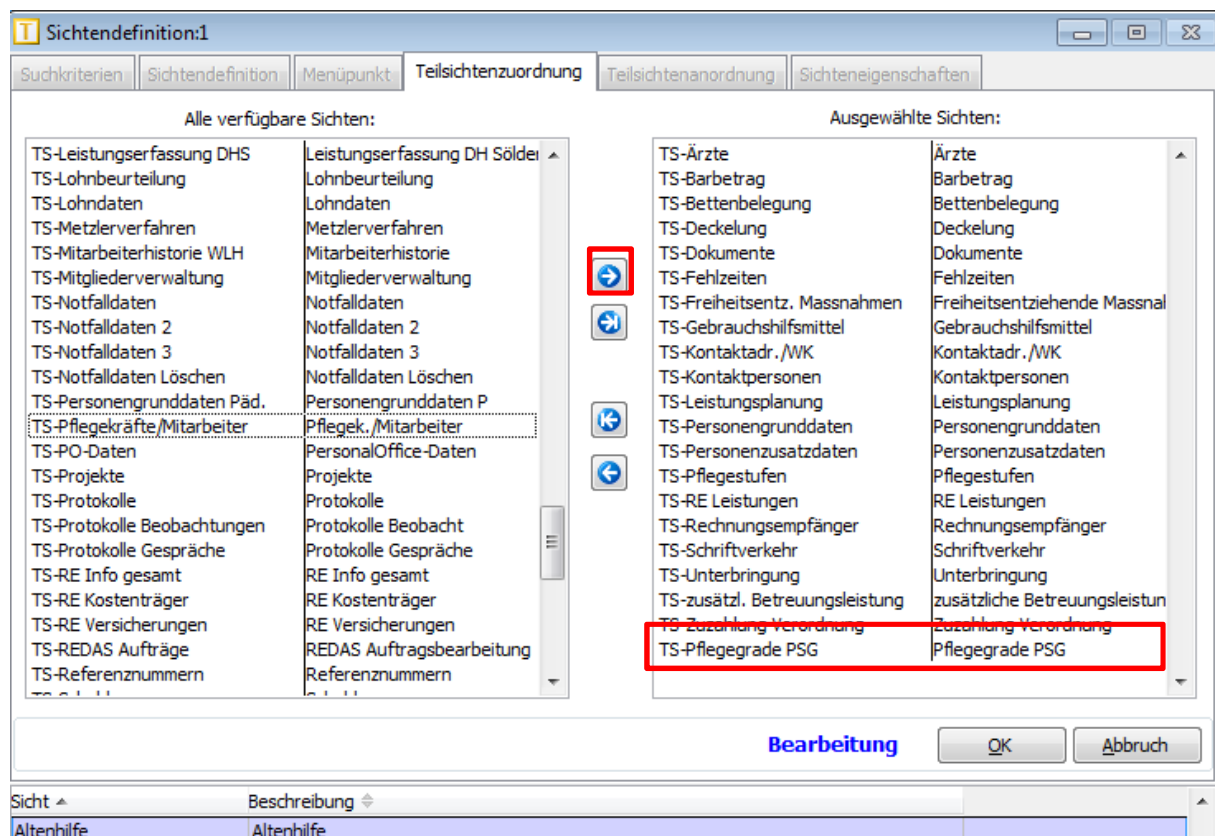 Sichtendefinition:1
Suchkriterien Sichtendefinition Menüpunkt Teilsichtenzuordnung Teilsichtenanordnung Sichteneigenschaften
Alle verfügbare Sichten:
TS-Leistungserfassung DHS Leistungserfassung DH Sölde
TS-Lohnbeurteilung Lohnbeurteilung
TS-Lohndaten Lohndaten
TS-Metzlerverfahren Metzlerverfahren
TS-Mitarbeiterhistorie WLH Mitarbeiterhistorie
TS-Mitgliederverwaltung Mitgliederverwaltung
TS-Notfalldaten Notfalldaten
TS-Notfalldaten 2 Notfalldaten 2
TS-Notfalldaten 3 Notfalldaten 3
TS-Notfalldaten Löschen Notfalldaten Löschen
TS-Personengrunddaten Päd. Personengrunddaten P
TS-Pflegekräfte/Mitarbeiter Pflegek./Mitarbeiter
TS-PO-Daten PersonalOffice-Daten
TS-Projekte Projekte
TS-Protokolle Protokolle
TS-Protokolle Beobachtungen Protokolle Beobacht
TS-Protokolle Gespräche Protokolle Gespräche
TS-RE Info gesamt RE Info gesamt
TS-RE Kostenträger RE Kostenträger
TS-RE Versicherungen RE Versicherungen
TS-REDAS Aufträge REDAS Auftragsbearbeitung
TS-Referenznummern Referenznummern
Ausgewählte Sichten:
TS-Ärzte Ärzte
TS-Barbetrag Barbetrag
TS-Bettenbelegung Bettenbelegung
TS-Deckelung Deckelung
TS-Dokumente Dokumente
TS-Fehlzeiten Fehlzeiten
TS-Freiheitsentz. Massnahmen Freiheitsentziehende Massnal
TS-Gebrauchshilfsmittel Gebrauchshilfsmittel
TS-Kontaktadr./WK Kontaktadr./WK
TS-Kontaktpersonen Kontaktpersonen
TS-Leistungsplanung Leistungsplanung
TS-Personengrunddaten Personengrunddaten
TS-Personenzusatzdaten Personenzusatzdaten
TS-Pflegestufen Pflegestufen
TS-RE Leistungen RE Leistungen
TS-Rechnungsempfänger Rechnungsempfänger
TS-Schriftverkehr Schriftverkehr
TS-Unterbringung Unterbringung
TS-zusätzl. Betreuungsleistung zusätzliche Betreuungsleistun
TS-Zuzahlung Verordnung Zuzahlung Verordnung
TS-Pflegegrade PSG Pflegegrade PSG
Bearbeitung OK Abbruch
Sicht Beschreibung
Altenhilfe Altenhilfe